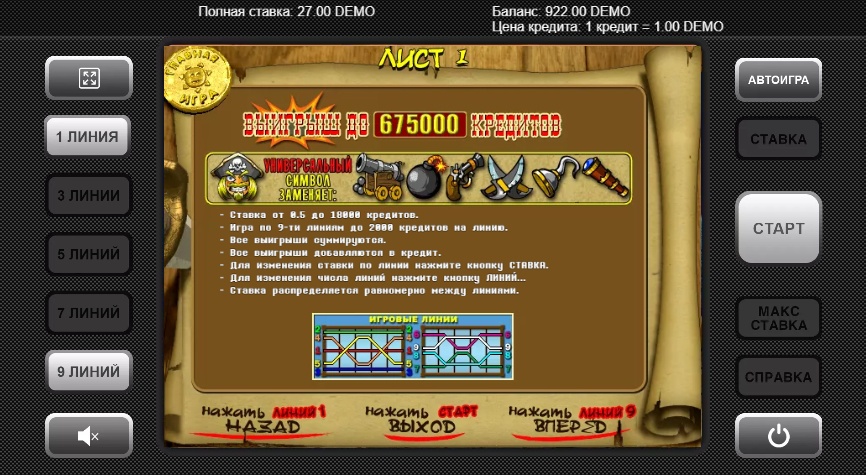 Полная ставка: 27.00 DEMO
Баланс: 922.00 DEMO
Цена кредита: 1 кредит = 1.00 DEMO
ЛИСТ 1
ГЛАВНАЯ
ИГРА
ВЫИГРЫШ ДО 675000 КРЕДИТОВ
УНИВЕРСАЛЬНЫЙ
СИМВОЛ
ЗАМЕНЯЕТ:
- Ставка от 0.5 до 18000 кредитов.
- Игра по 9-ти линиям до 2000 кредитов на линию.
- Все выигрыши суммируются.
- Все выигрыши добавляются в кредит.
- Для изменения ставки по линии нажмите кнопку СТАВКА.
- Для изменения числа линий нажмите кнопку ЛИНИЙ...
- Ставка распределяется равномерно между линиями.
ИГРОВЫЕ ЛИНИИ
нажать ЛИНИЙ 1
НАЗАД
нажать СТАРТ
ВЫХОД
нажать ЛИНИЙ 9
ВПЕРЕД
1 ЛИНИЯ
3 ЛИНИИ
5 ЛИНИЙ
7 ЛИНИЙ
9 ЛИНИЙ
АВТОИГРА
СТАВКА
СТАРТ
МАКС
СТАВКА
СПРАВКА